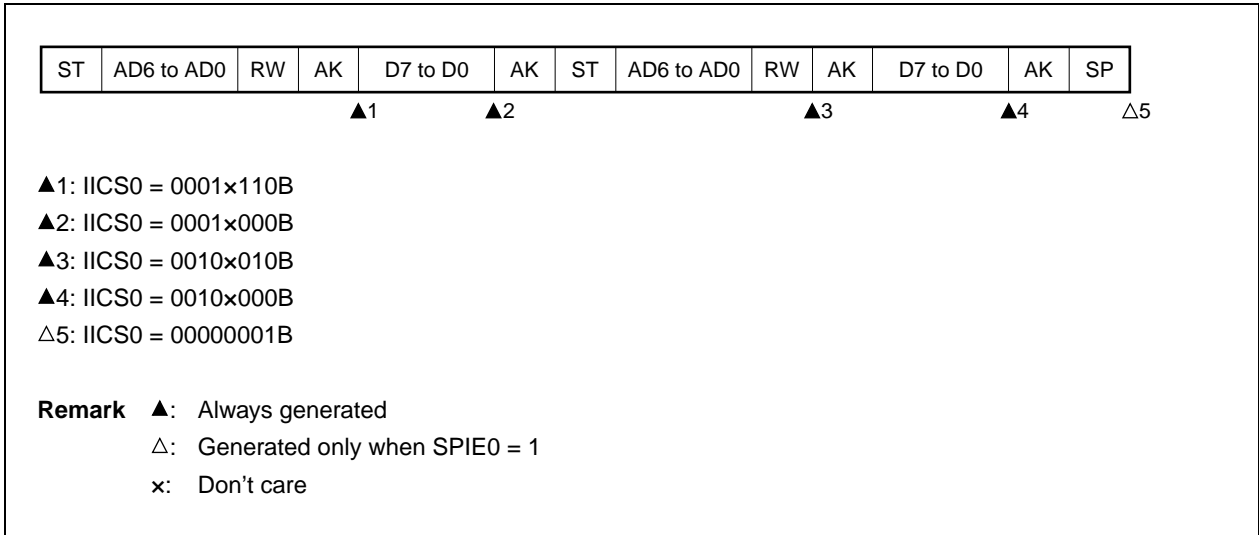 ST AD6 to AD0 RW AK D7 to D0 AK ST AD6 to AD0 RW AK D7 to D0 AK SP
▲1 ▲2 ▲3 ▲4 △5
▲1: IICS0 = 0001×110B
▲2: IICS0 = 0001×000B
▲3: IICS0 = 0010×010B
▲4: IICS0 = 0010×000B
△5: IICS0 = 00000001B
Remark ▲: Always generated
△: Generated only when SPIE0 = 1
×: Don't care